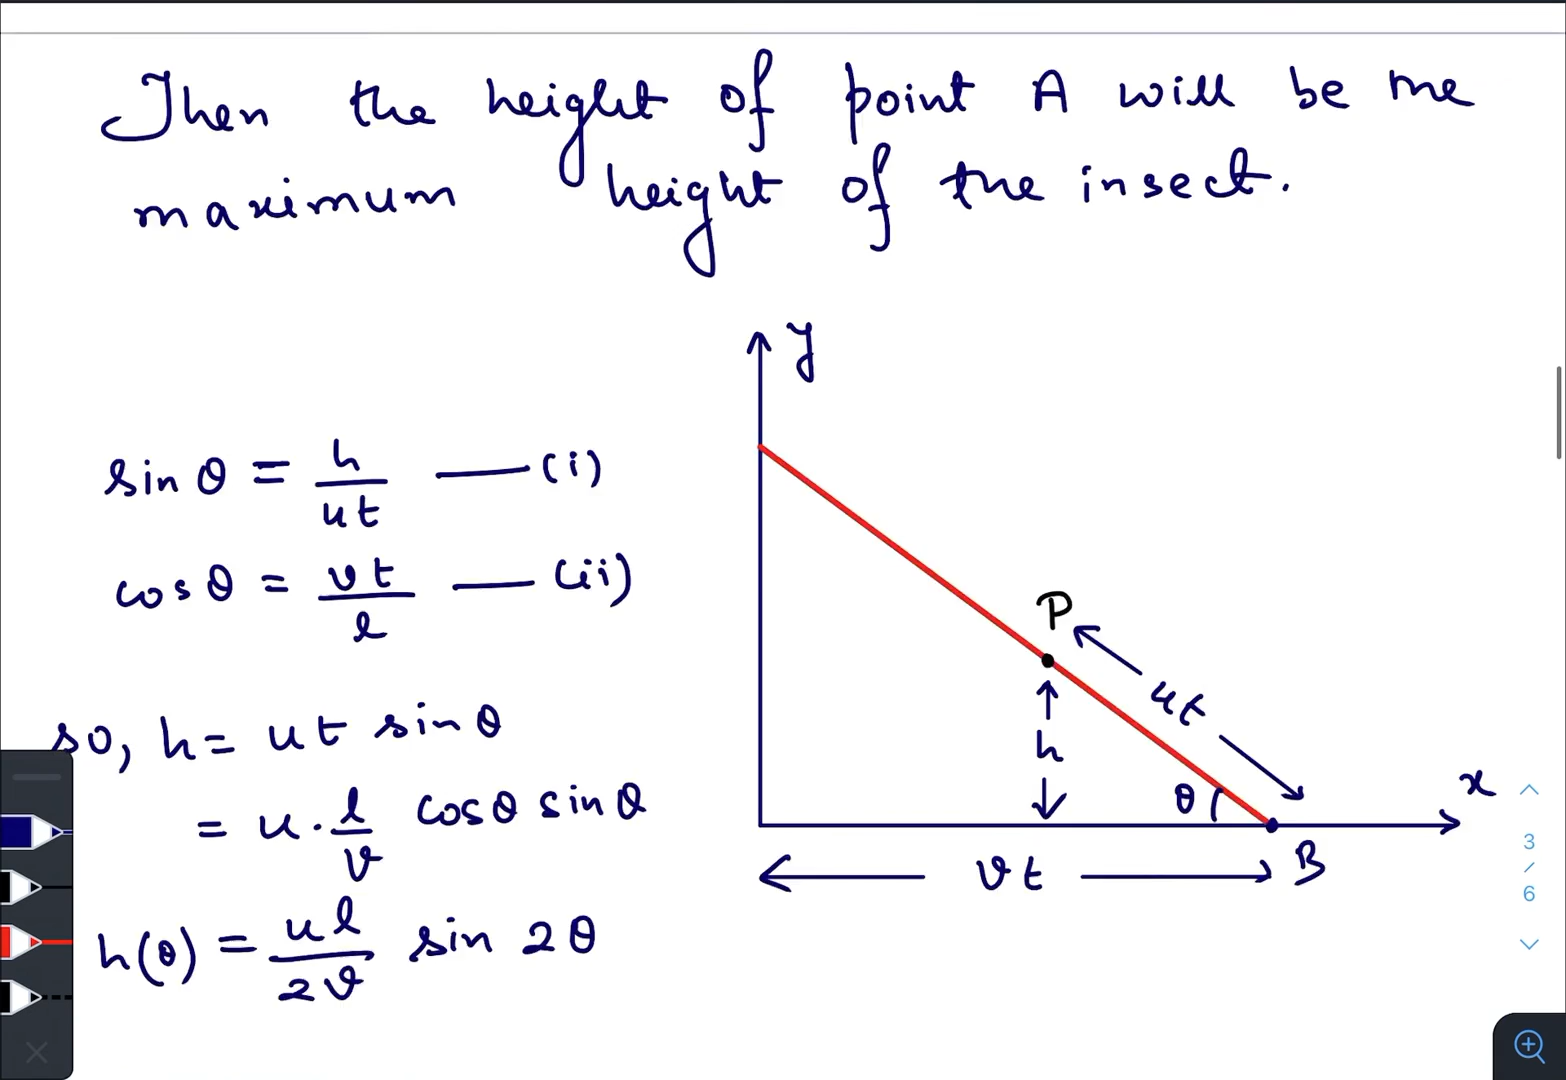 Then the height of point A will be the
maximum height of the insect.
y
sin θ = h/ut —— (i)
cos θ = vt/l —— (ii)
P
ut
h
so, h = ut sin θ
θ
x
= u · l/v cos θ sin θ
vt
B
h(θ) = ul/2v sin 2θ
3
/
6